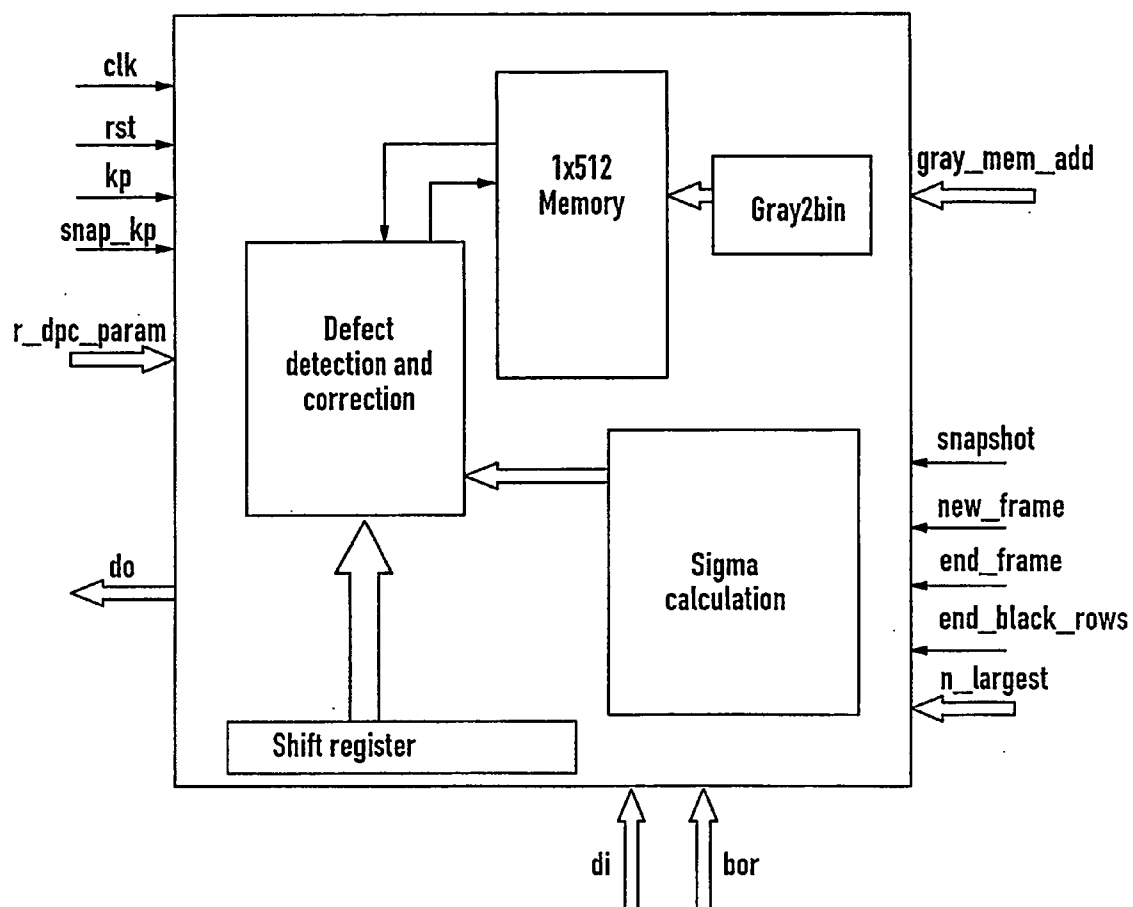 clk
rst
kp
snap_kp
r_dpc_param
do
1x512
Memory
Gray2bin
gray_mem_add
Defect
detection and
correction
Sigma
calculation
snapshot
new_frame
end_frame
end_black_rows
n_largest
Shift register
di
bor